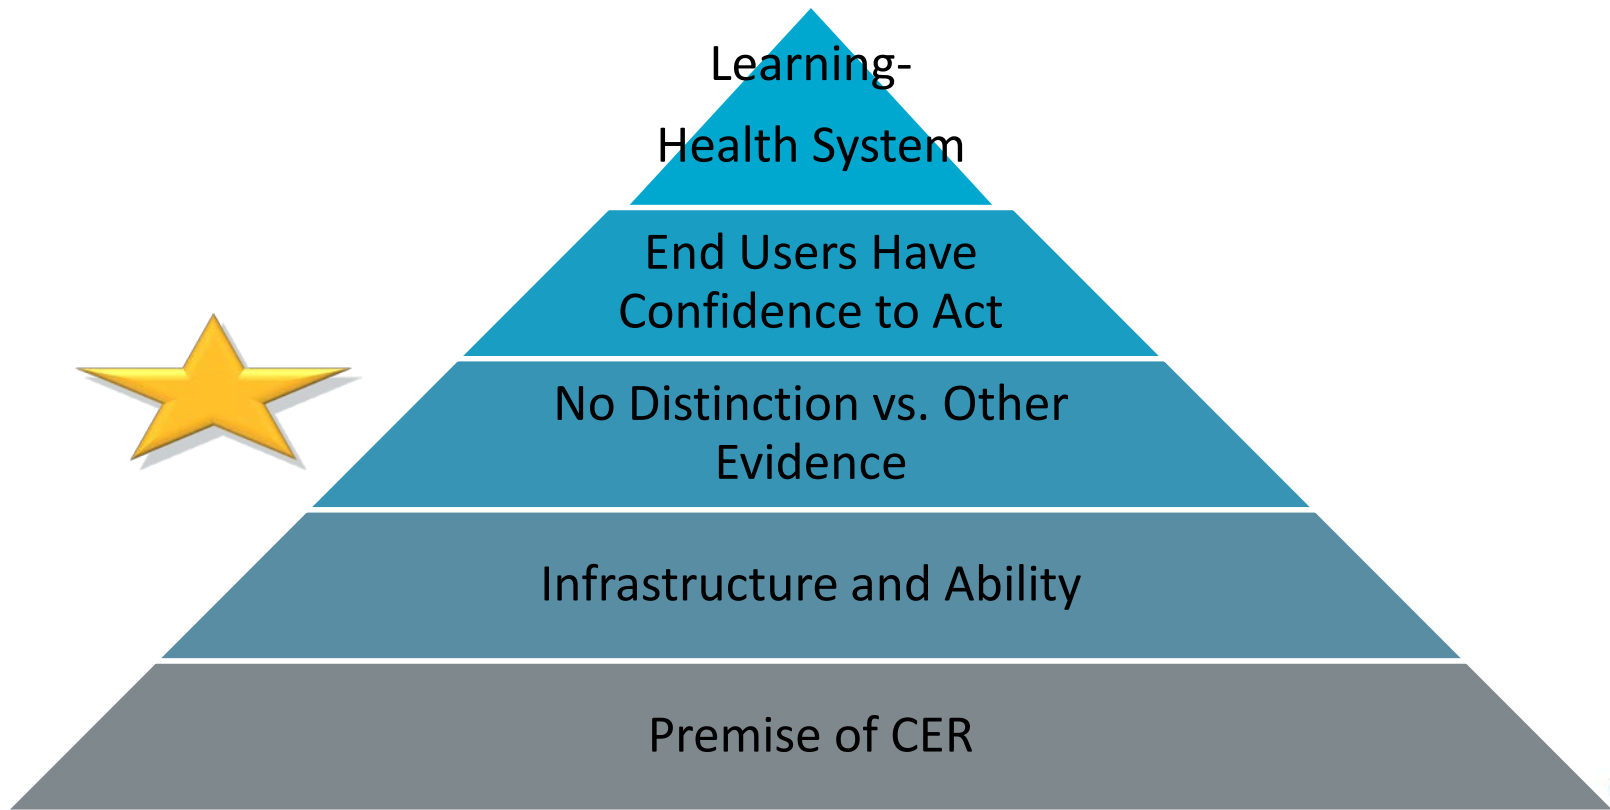 Learning-
Health System
End Users Have
Confidence to Act
No Distinction vs. Other
Evidence
Infrastructure and Ability
Premise of CER